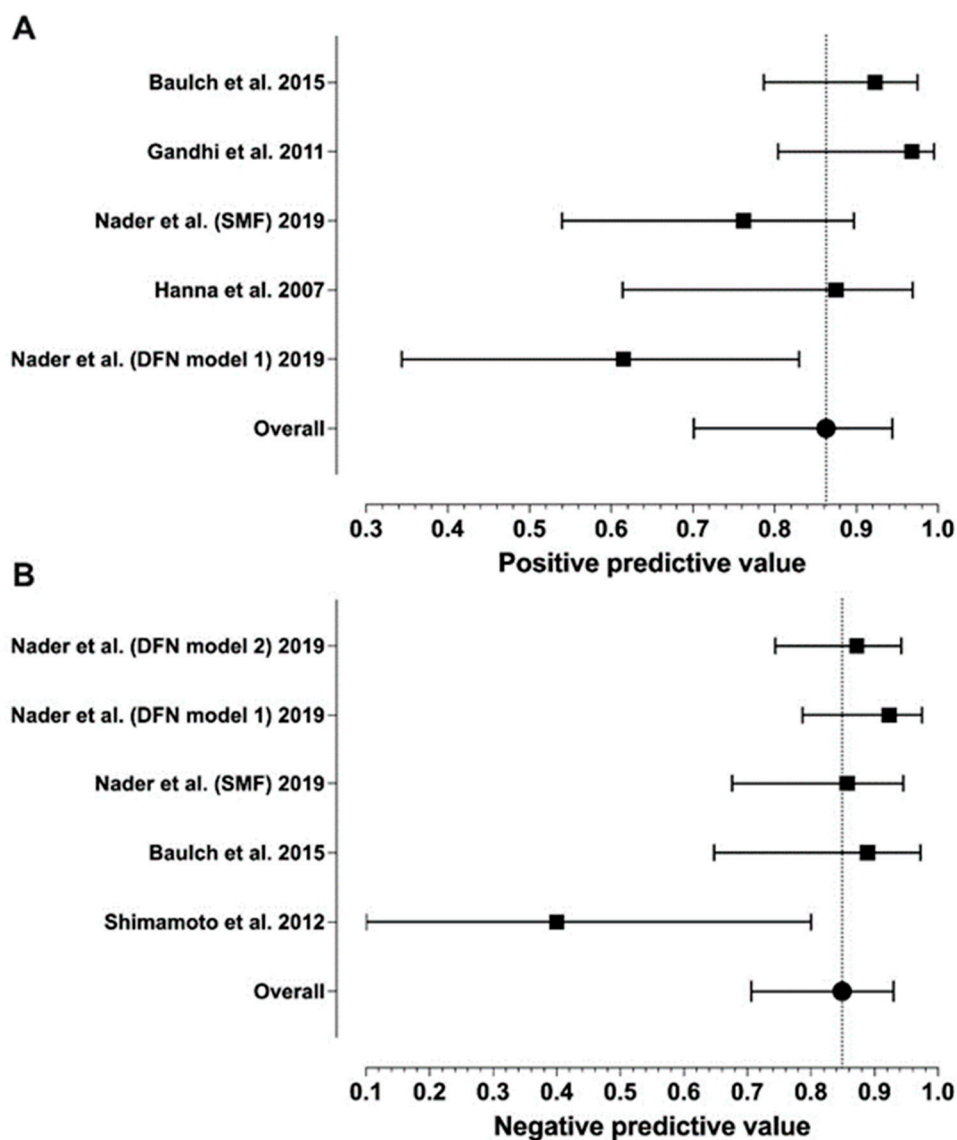 A
Baulch et al. 2015
Gandhi et al. 2011
Nader et al. (SMF) 2019
Hanna et al. 2007
Nader et al. (DFN model 1) 2019
Overall
0.3 0.4 0.5 0.6 0.7 0.8 0.9 1.0
Positive predictive value
B
Nader et al. (DFN model 2) 2019
Nader et al. (DFN model 1) 2019
Nader et al. (SMF) 2019
Baulch et al. 2015
Shimamoto et al. 2012
Overall
0.1 0.2 0.3 0.4 0.5 0.6 0.7 0.8 0.9 1.0
Negative predictive value